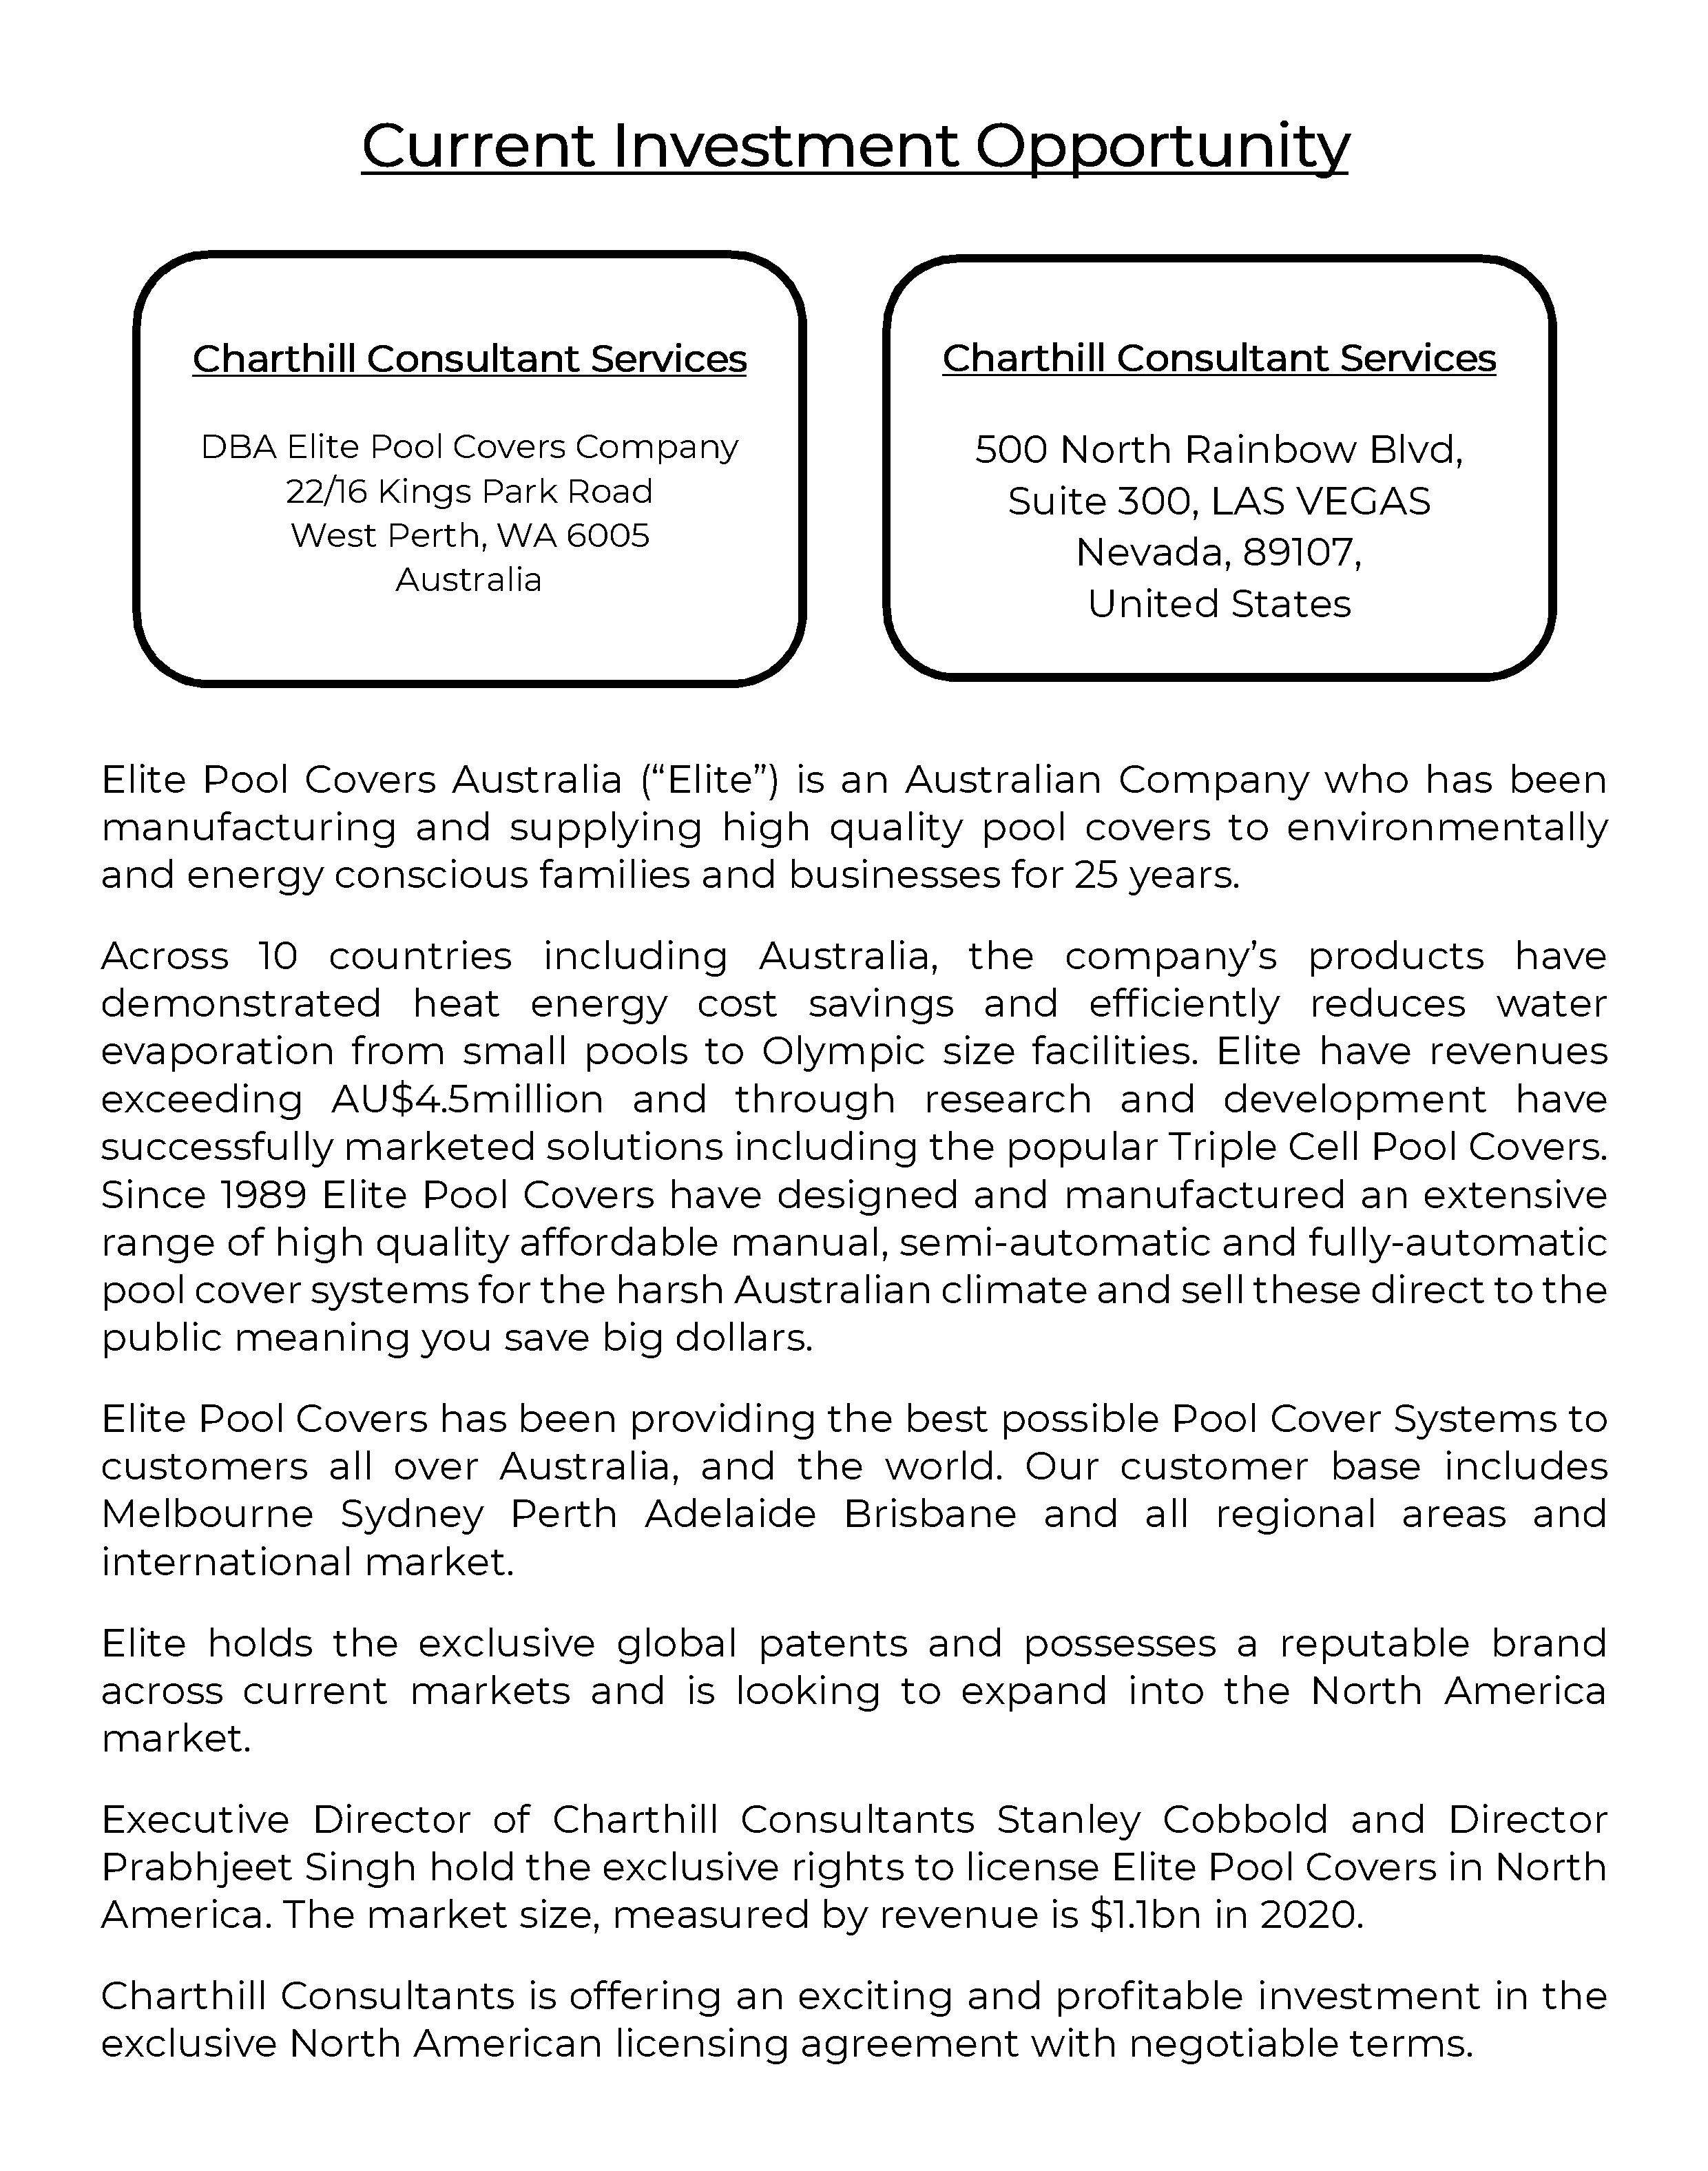 Current Investment Opportunity
Charthill Consultant Services
DBA Elite Pool Covers Company
22/16 Kings Park Road
West Perth, WA 6005
Australia
Charthill Consultant Services
500 North Rainbow Blvd,
Suite 300, LAS VEGAS
Nevada, 89107,
United States
Elite Pool Covers Australia (“Elite”) is an Australian Company who has been
manufacturing and supplying high quality pool covers to environmentally
and energy conscious families and businesses for 25 years.
Across 10 countries including Australia, the company’s products have
demonstrated heat energy cost savings and efficiently reduces water
evaporation from small pools to Olympic size facilities. Elite have revenues
exceeding AU$4.5million and through research and development have
successfully marketed solutions including the popular Triple Cell Pool Covers.
Since 1989 Elite Pool Covers have designed and manufactured an extensive
range of high quality affordable manual, semi-automatic and fully-automatic
pool cover systems for the harsh Australian climate and sell these direct to the
public meaning you save big dollars.
Elite Pool Covers has been providing the best possible Pool Cover Systems to
customers all over Australia, and the world. Our customer base includes
Melbourne Sydney Perth Adelaide Brisbane and all regional areas and
international market.
Elite holds the exclusive global patents and possesses a reputable brand
across current markets and is looking to expand into the North America
market.
Executive Director of Charthill Consultants Stanley Cobbold and Director
Prabhjeet Singh hold the exclusive rights to license Elite Pool Covers in North
America. The market size, measured by revenue is $1.1bn in 2020.
Charthill Consultants is offering an exciting and profitable investment in the
exclusive North American licensing agreement with negotiable terms.